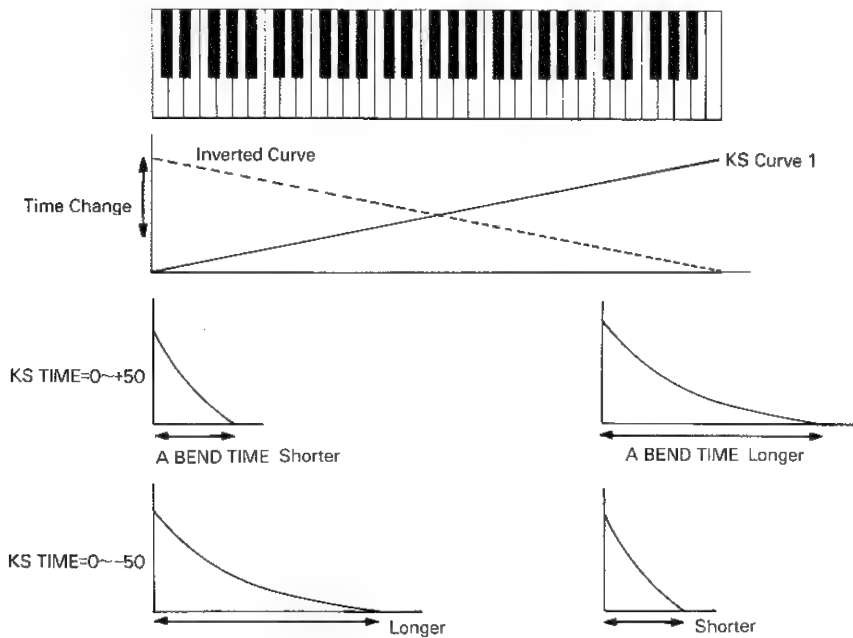 Inverted Curve
KS Curve 1
Time Change
KS TIME=0~+50
A BEND TIME Shorter
A BEND TIME Longer
KS TIME=0~−50
Longer
Shorter